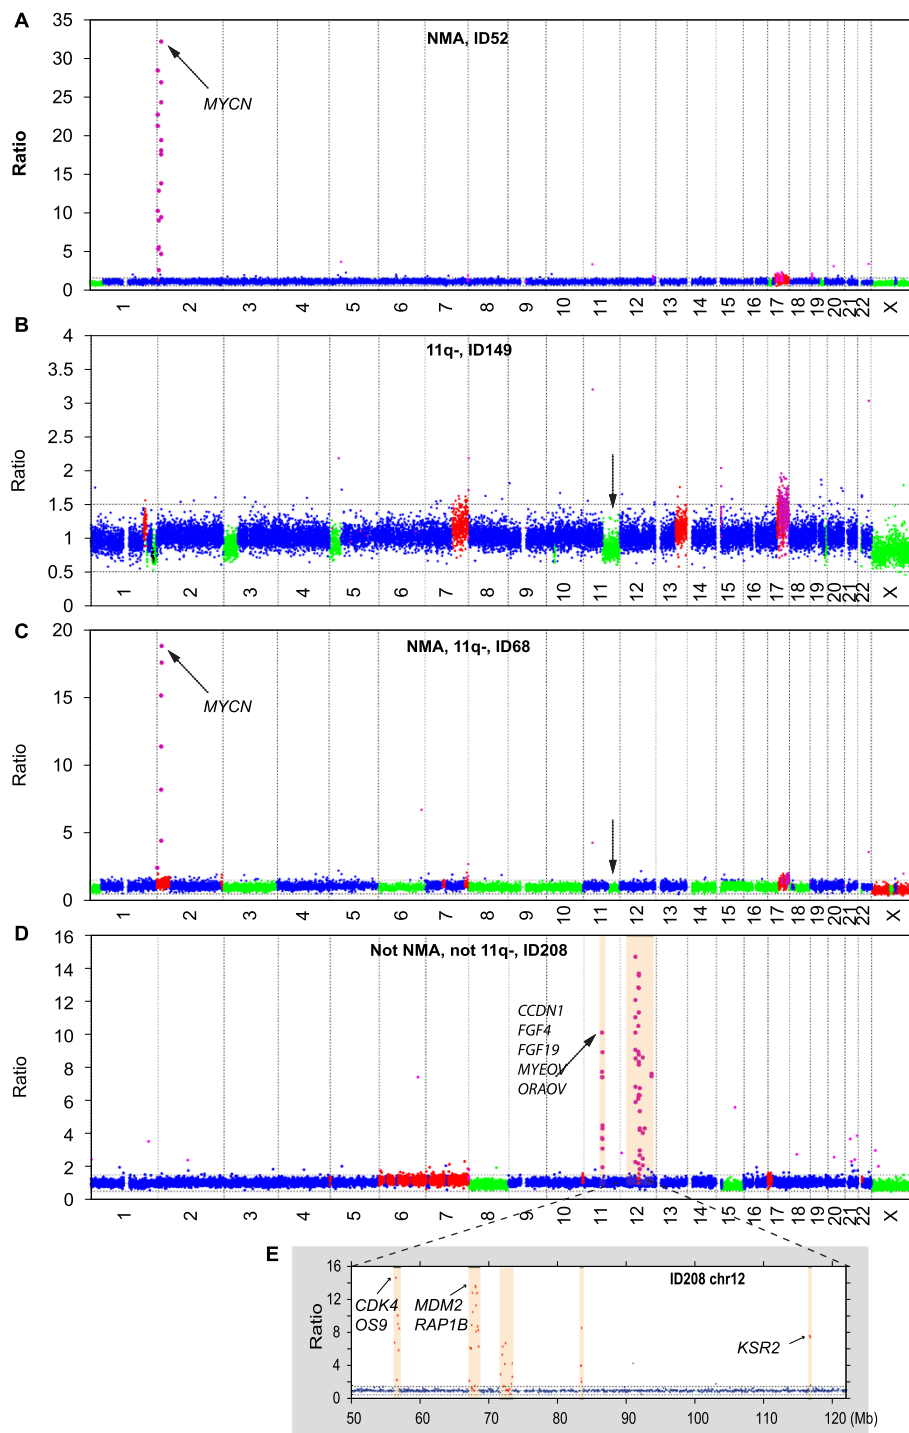 A
NMA, ID52
35
30
25
20
15
10
5
0
Ratio
MYCN
1 2 3 4 5 6 7 8 9 10 11 12 13 14 15 16 17 18 19 20 21 22 X
B
11q-, ID149
4
3.5
3
2.5
2
1.5
1
0.5
0
Ratio
1 2 3 4 5 6 7 8 9 10 11 12 13 14 15 16 17 18 19 20 21 22 X
C
NMA, 11q-, ID68
20
15
10
5
0
Ratio
MYCN
1 2 3 4 5 6 7 8 9 10 11 12 13 14 15 16 17 18 19 20 21 22 X
D
Not NMA, not 11q-, ID208
16
14
12
10
8
6
4
2
0
Ratio
CCDN1
FGF4
FGF19
MYEOV
ORAOV
1 2 3 4 5 6 7 8 9 10 11 12 13 14 15 16 17 18 19 20 21 22 X
E
ID208 chr12
16
12
8
4
0
Ratio
CDK4
OS9
MDM2
RAP1B
KSR2
50 60 70 80 90 100 110 120 (Mb)